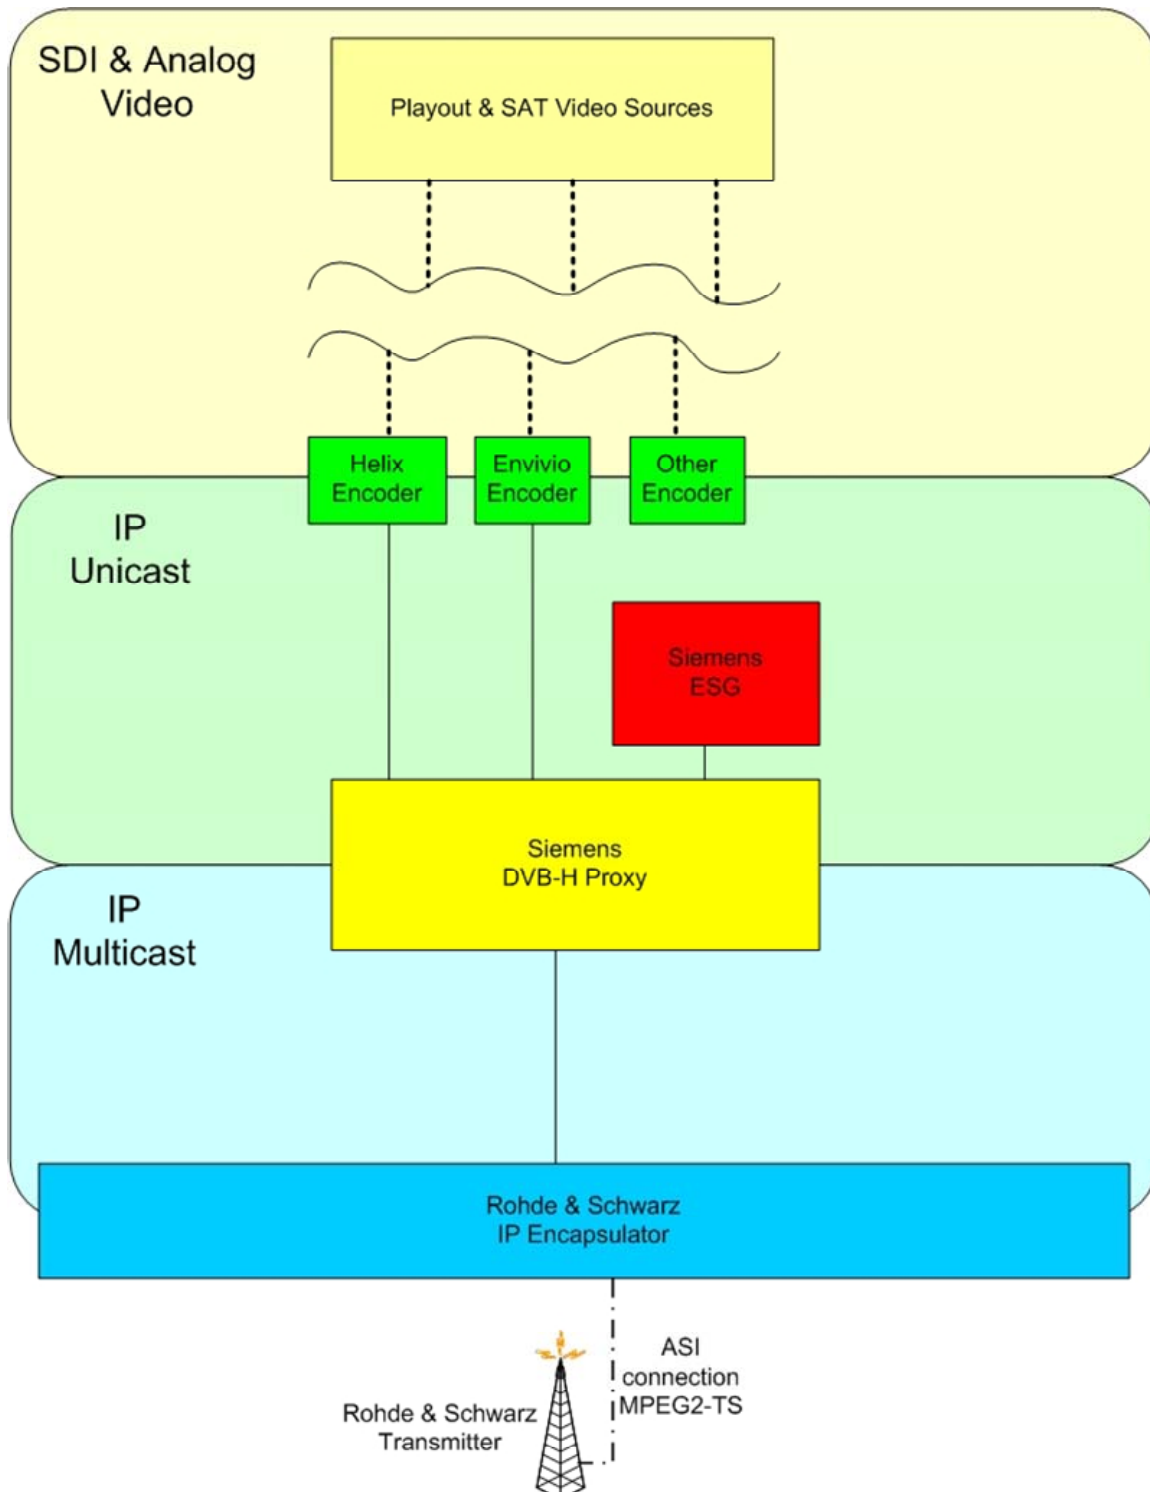 SDI & Analog
Video
Playout & SAT Video Sources
Helix
Encoder
Envivio
Encoder
Other
Encoder
IP
Unicast
Siemens
ESG
Siemens
DVB-H Proxy
IP
Multicast
Rohde & Schwarz
IP Encapsulator
ASI
connection
MPEG2-TS
Rohde & Schwarz
Transmitter